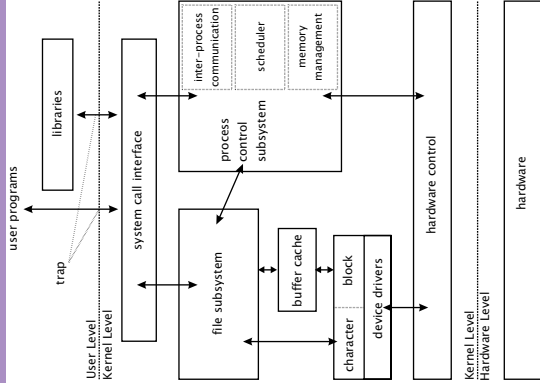 user programs
libraries
trap
User Level
Kernel Level
system call interface
file subsystem
process
control
subsystem
inter-process
communication
scheduler
memory
management
buffer cache
character
block
device drivers
hardware control
Kernel Level
Hardware Level
hardware